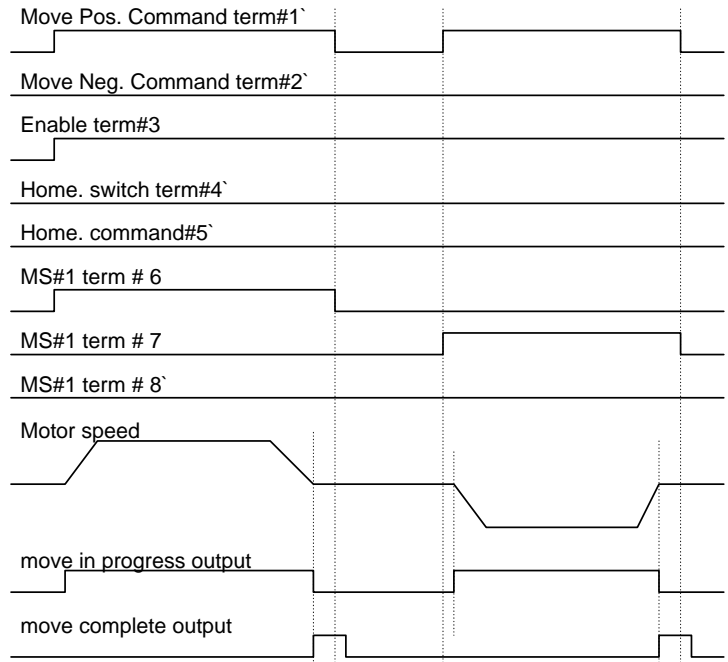 Move Pos. Command term#1`
Move Neg. Command term#2`
Enable term#3
Home. switch term#4`
Home. command#5`
MS#1 term # 6
MS#1 term # 7
MS#1 term # 8`
Motor speed
move in progress output
move complete output